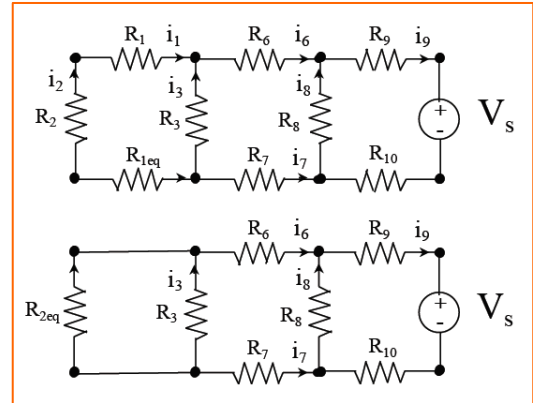 R1 i1 R6 i6 R9 i9
i2 i3 i8 + Vs
R2 R3 R8 -
R1eq R7 i7 R10
R6 i6 R9 i9
i3 i8 + Vs
R2eq R3 R8 -
R7 i7 R10